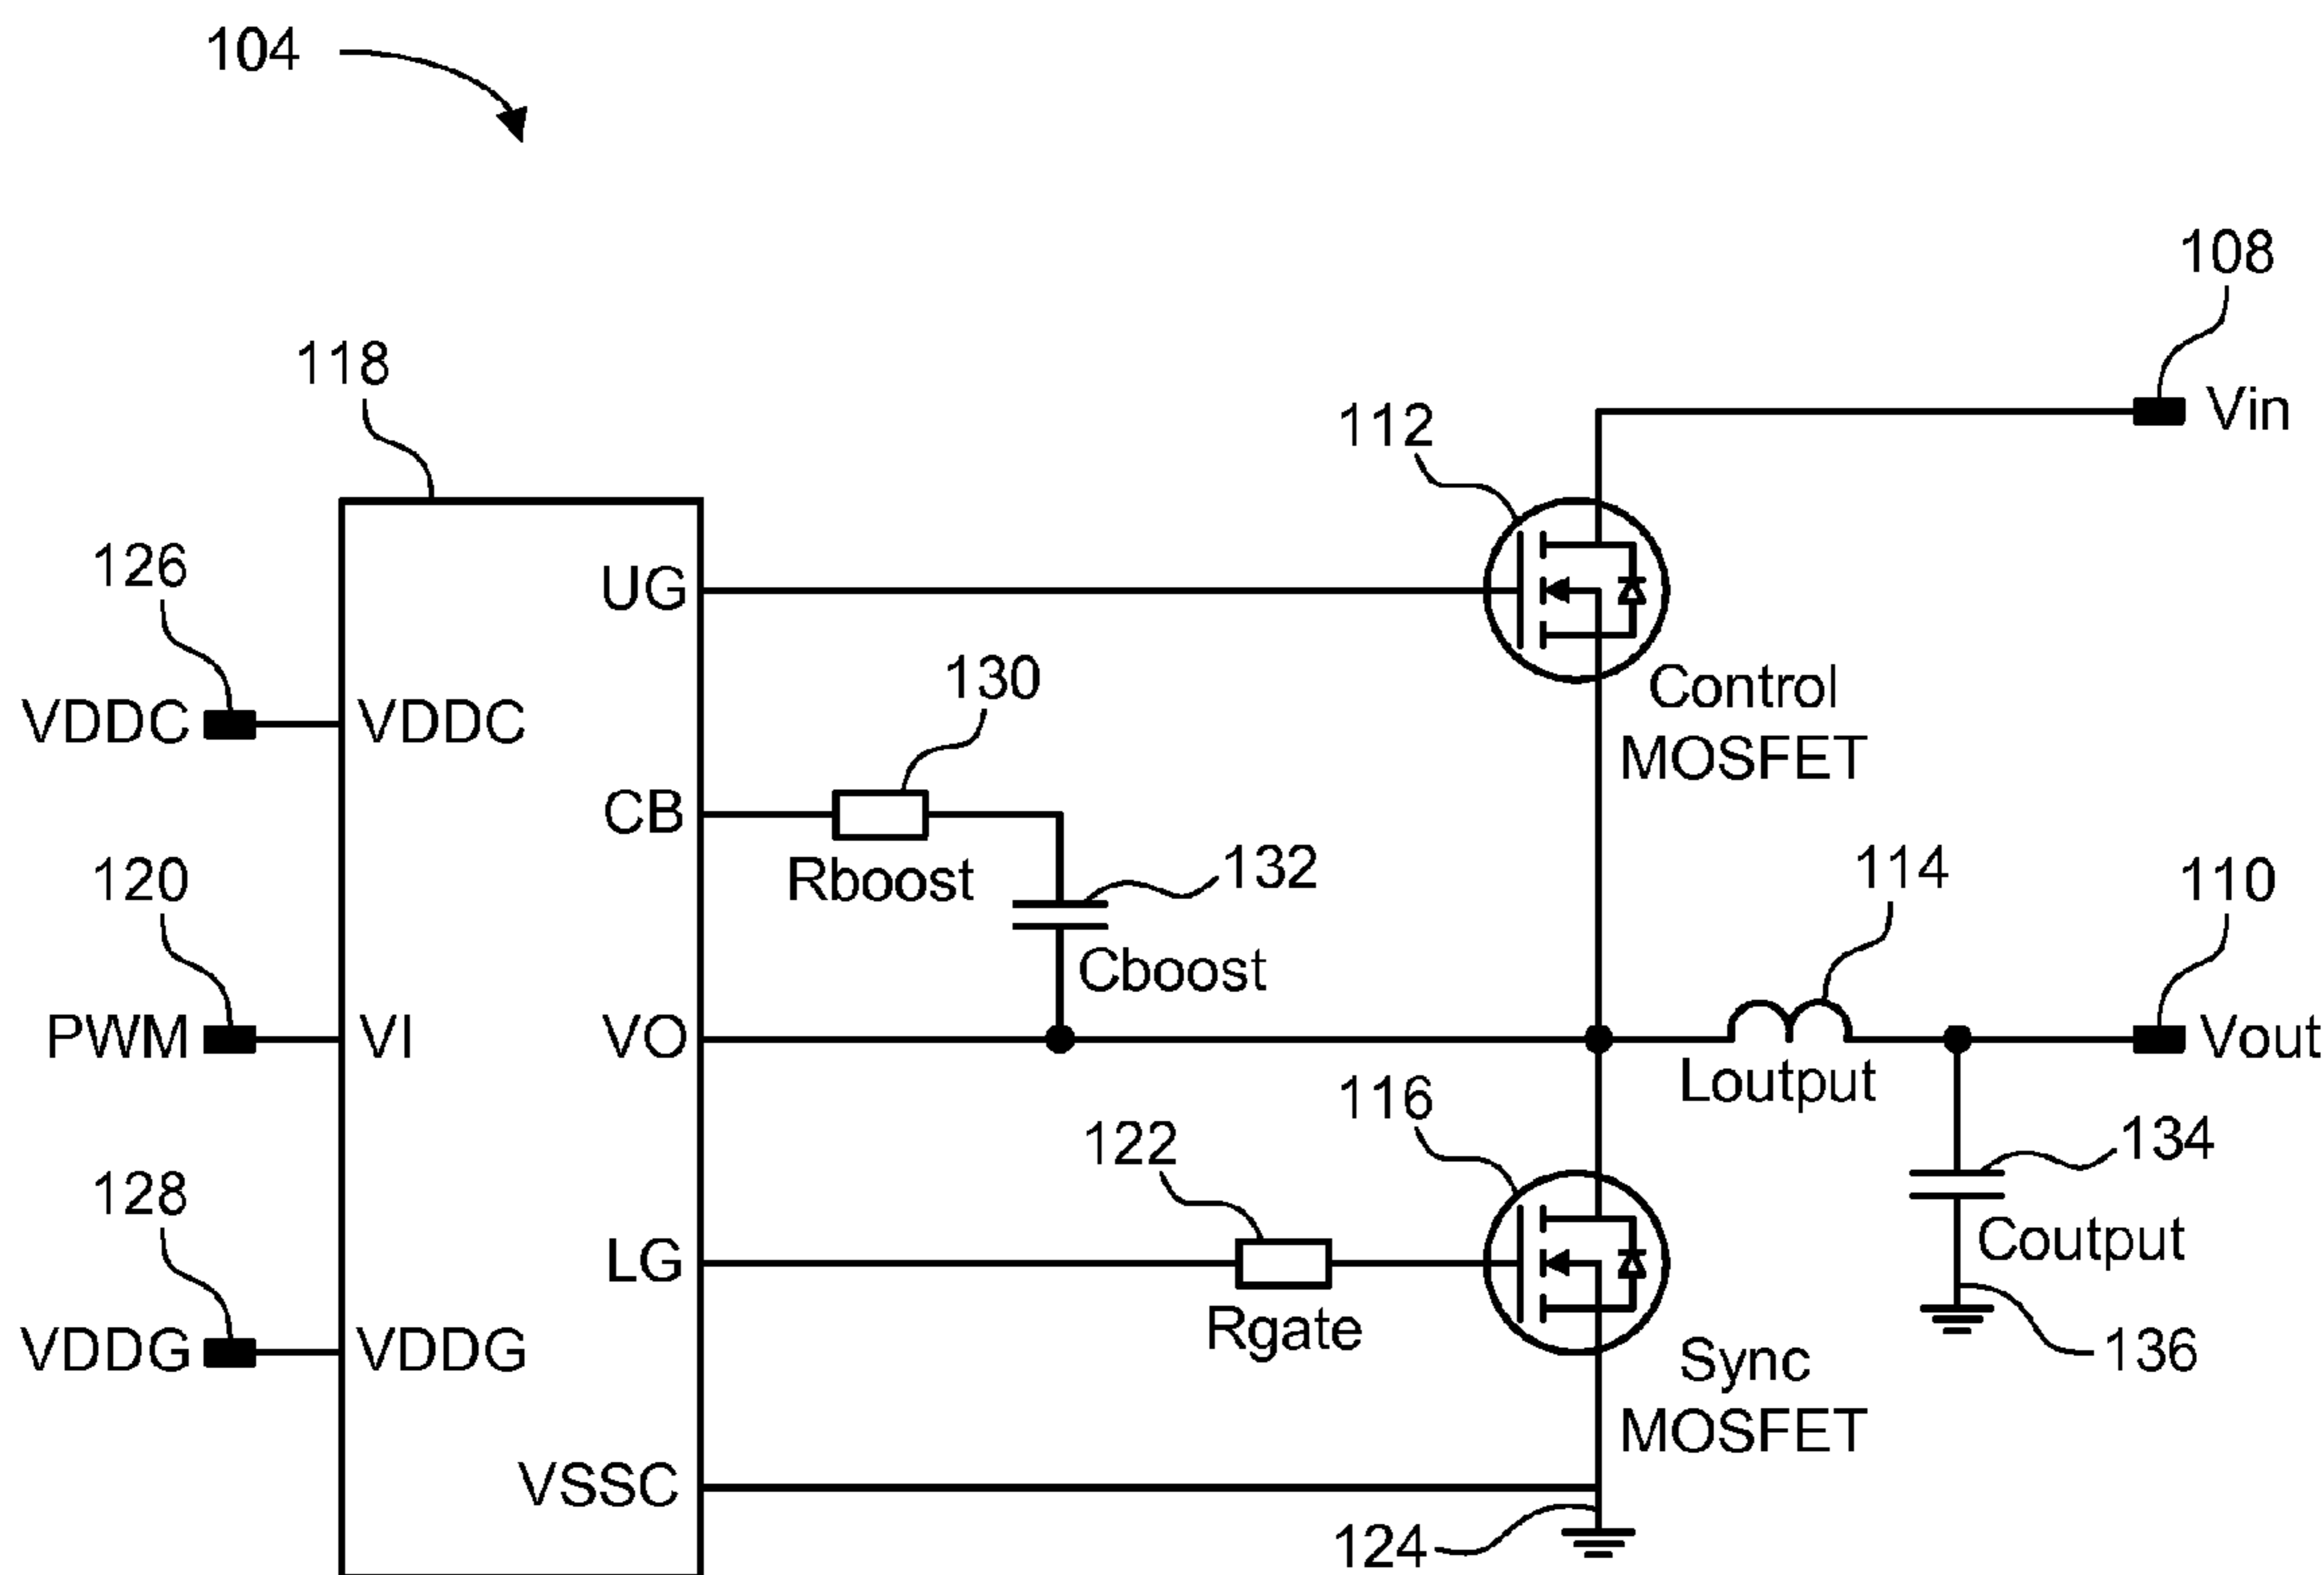 104
108
118
Vin
112
126
UG
130
Control
MOSFET
VDDC
VDDC
CB
132
114
120
110
Rboost
Cboost
PWM
VI
VO
Vout
Loutput
116
122
134
128
Coutput
LG
Rgate
VDDG
VDDG
136
Sync
MOSFET
VSSC
124